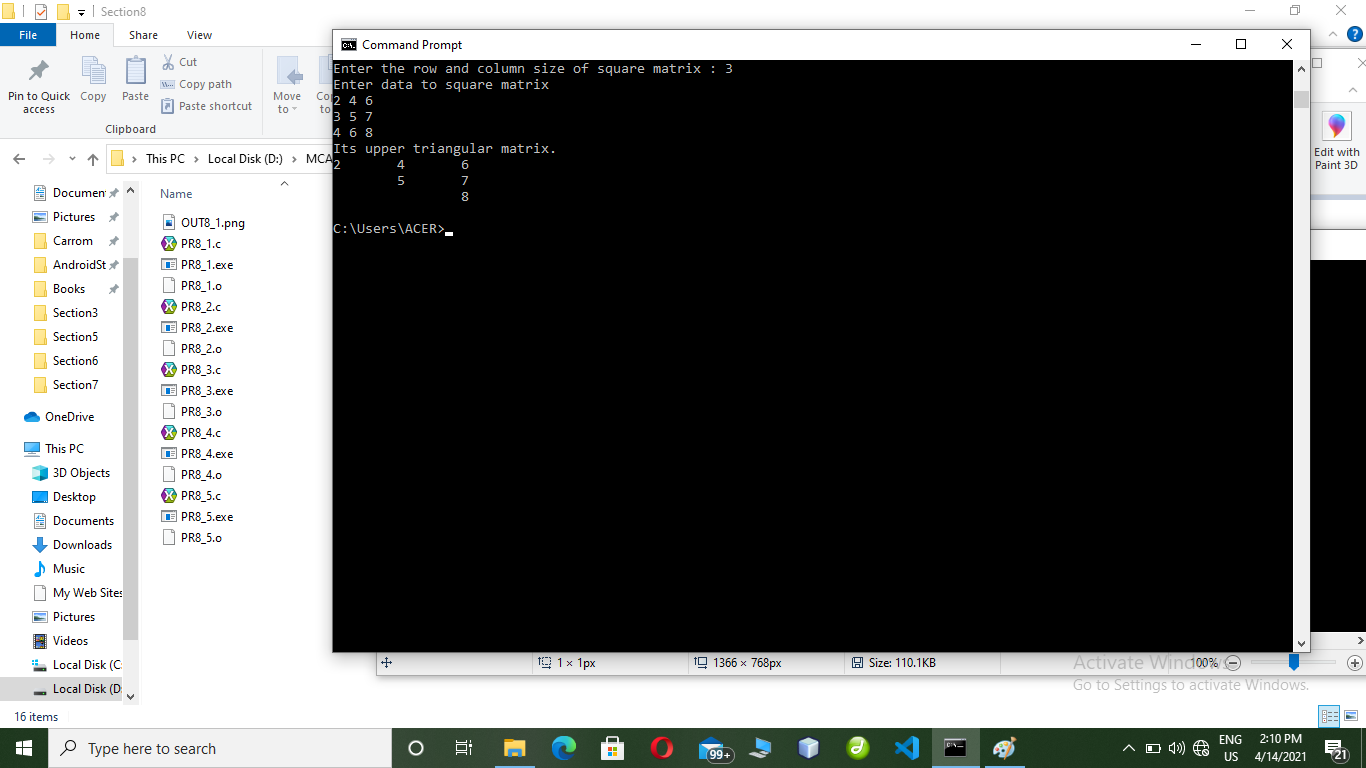 Section8
File Home Share View
Pin to Quick access
Copy
Paste
Cut
Copy path
Paste shortcut
Clipboard
Move to
This PC > Local Disk (D:) > MCA
Name
Documen
Pictures
Carrom
AndroidSt
Books
Section3
Section5
Section6
Section7
OneDrive
This PC
3D Objects
Desktop
Documents
Downloads
Music
My Web Sites
Pictures
Videos
Local Disk (C
Local Disk (D
OUT8_1.png
PR8_1.c
PR8_1.exe
PR8_1.o
PR8_2.c
PR8_2.exe
PR8_2.o
PR8_3.c
PR8_3.exe
PR8_3.o
PR8_4.c
PR8_4.exe
PR8_4.o
PR8_5.c
PR8_5.exe
PR8_5.o
16 items
Command Prompt
Enter the row and column size of square matrix : 3
Enter data to square matrix
2 4 6
3 5 7
4 6 8
Its upper triangular matrix.
2 4 6
5 7
8
C:\Users\ACER>
Edit with
Paint 3D
1 × 1px
1366 × 768px
Size: 110.1KB
100%
Activate Windows
Go to Settings to activate Windows.
Type here to search
99+
ENG
US
2:10 PM
4/14/2021
21